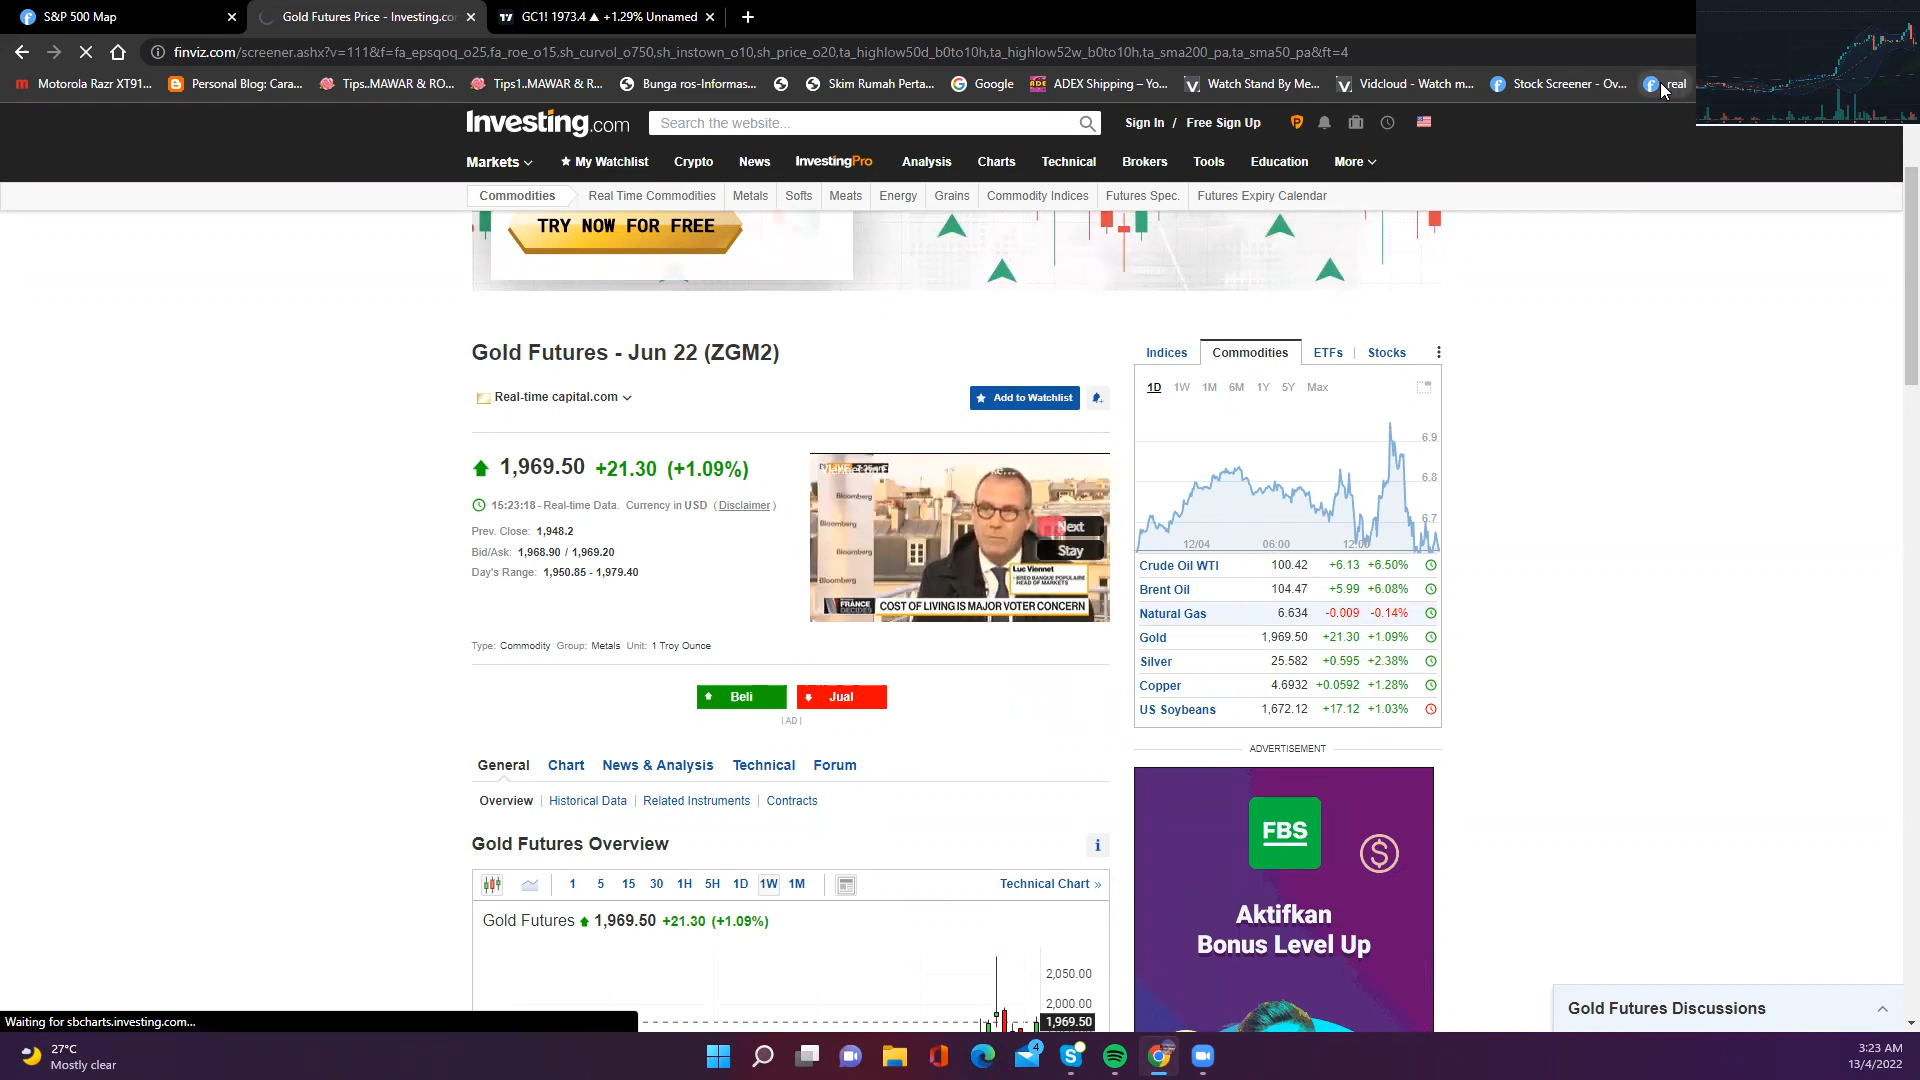 S&P 500 Map
Gold Futures Price - Investing.cor
GC1! 1973.4 ▲ +1.29% Unnamed
finviz.com/screener.ashx?v=111&f=fa_epsqoq_o25,fa_roe_o15,sh_curvol_o750,sh_instown_o10,sh_price_o20,ta_highlow50d_b0to10h,ta_highlow52w_b0to10h,ta_sma200_pa,ta_sma50_pa&ft=4
Motorola Razr XT91...
Personal Blog: Cara...
Tips..MAWAR & RO...
Tips1..MAWAR & R...
Bunga ros-Informas...
Skim Rumah Perta...
Google
ADEX Shipping – Yo...
Watch Stand By Me...
Vidcloud - Watch m...
Stock Screener - Ov...
real
Investing.com
Search the website...
Sign In / Free Sign Up
Markets
My Watchlist
Crypto
News
InvestingPro
Analysis
Charts
Technical
Brokers
Tools
Education
More
Commodities
Real Time Commodities
Metals
Softs
Meats
Energy
Grains
Commodity Indices
Futures Spec.
Futures Expiry Calendar
TRY NOW FOR FREE
Gold Futures - Jun 22 (ZGM2)
Real-time capital.com
Add to Watchlist
1,969.50 +21.30 (+1.09%)
15:23:18 - Real-time Data. Currency in USD ( Disclaimer )
Prev. Close: 1,948.2
Bid/Ask: 1,968.90 / 1,969.20
Day's Range: 1,950.85 - 1,979.40
Bloomberg
Bloomberg
Bloomberg
Bloomberg
Next
Stay
Luc Viennet
BRED BANQUE POPULAIRE
HEAD OF MARKETS
FRANCE
DECIDES
COST OF LIVING IS MAJOR VOTER CONCERN
Type: Commodity Group: Metals Unit: 1 Troy Ounce
Beli
Jual
| AD |
General
Chart
News & Analysis
Technical
Forum
Overview
Historical Data
Related Instruments
Contracts
Gold Futures Overview
1 5 15 30 1H 5H 1D 1W 1M
Technical Chart »
Gold Futures 1,969.50 +21.30 (+1.09%)
2,050.00
2,000.00
1,969.50
Indices
Commodities
ETFs
Stocks
1D 1W 1M 6M 1Y 5Y Max
6.9
6.8
6.7
12/04 06:00 12:00
Crude Oil WTI 100.42 +6.13 +6.50%
Brent Oil 104.47 +5.99 +6.08%
Natural Gas 6.634 -0.009 -0.14%
Gold 1,969.50 +21.30 +1.09%
Silver 25.582 +0.595 +2.38%
Copper 4.6932 +0.0592 +1.28%
US Soybeans 1,672.12 +17.12 +1.03%
ADVERTISEMENT
FBS
Aktifkan
Bonus Level Up
Gold Futures Discussions
Waiting for sbcharts.investing.com...
27°C
Mostly clear
4
3:23 AM
13/4/2022